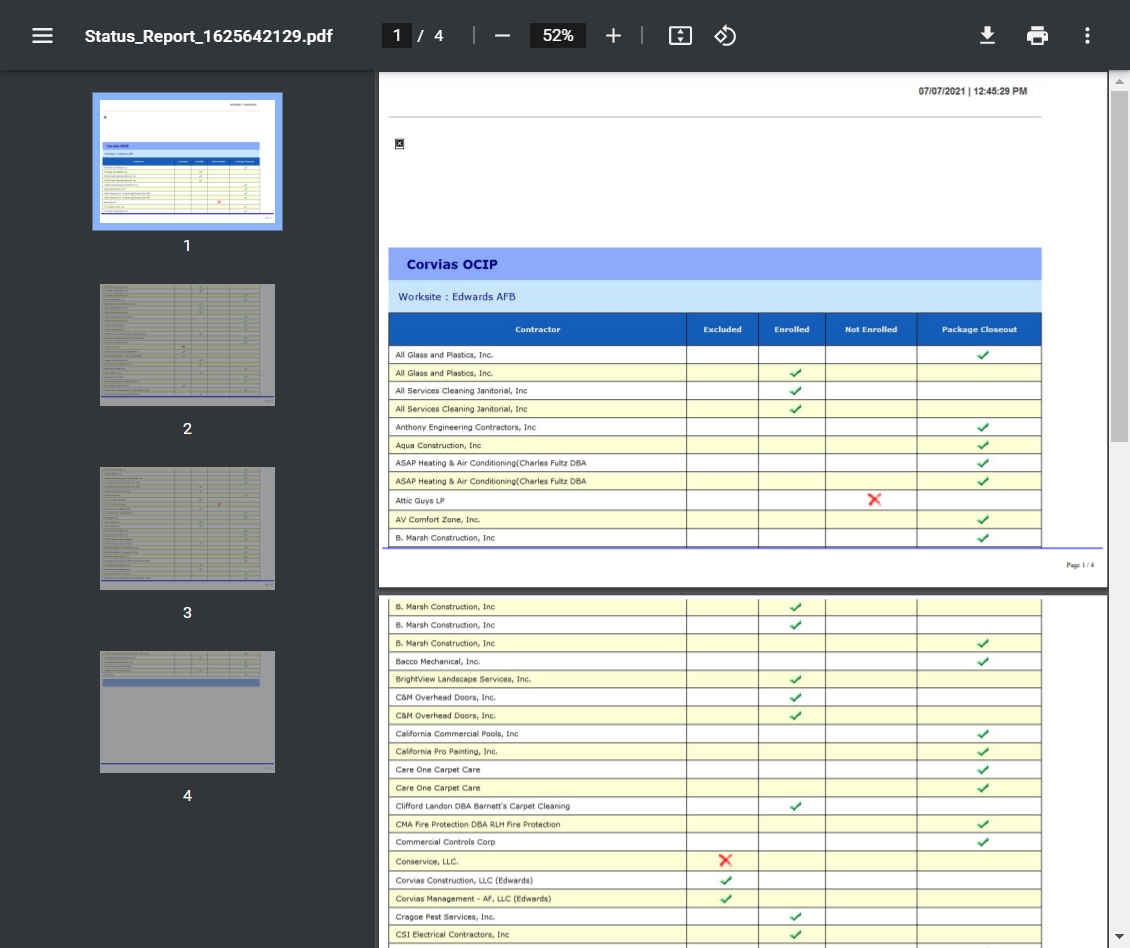 Status_Report_1625642129.pdf
1 / 4
52%
1
2
3
4
07/07/2021 | 12:45:29 PM
Corvias OCIP
Worksite : Edwards AFB
Contractor Excluded Enrolled Not Enrolled Package Closeout
All Glass and Plastics, Inc.
All Glass and Plastics, Inc.
All Services Cleaning Janitorial, Inc
All Services Cleaning Janitorial, Inc
Anthony Engineering Contractors, Inc
Aqua Construction, Inc
ASAP Heating & Air Conditioning(Charles Fultz DBA
ASAP Heating & Air Conditioning(Charles Fultz DBA
Attic Guys LP
AV Comfort Zone, Inc.
B. Marsh Construction, Inc
Page 1 / 4
B. Marsh Construction, Inc
B. Marsh Construction, Inc
B. Marsh Construction, Inc
Bacco Mechanical, Inc.
BrightView Landscape Services, Inc.
C&M Overhead Doors, Inc.
C&M Overhead Doors, Inc.
California Commercial Pools, Inc
California Pro Painting, Inc.
Care One Carpet Care
Care One Carpet Care
Clifford Landon DBA Barnett's Carpet Cleaning
CMA Fire Protection DBA RLH Fire Protection
Commercial Controls Corp
Conservice, LLC.
Corvias Construction, LLC (Edwards)
Corvias Management - AF, LLC (Edwards)
Cragoe Pest Services, Inc.
CSI Electrical Contractors, Inc